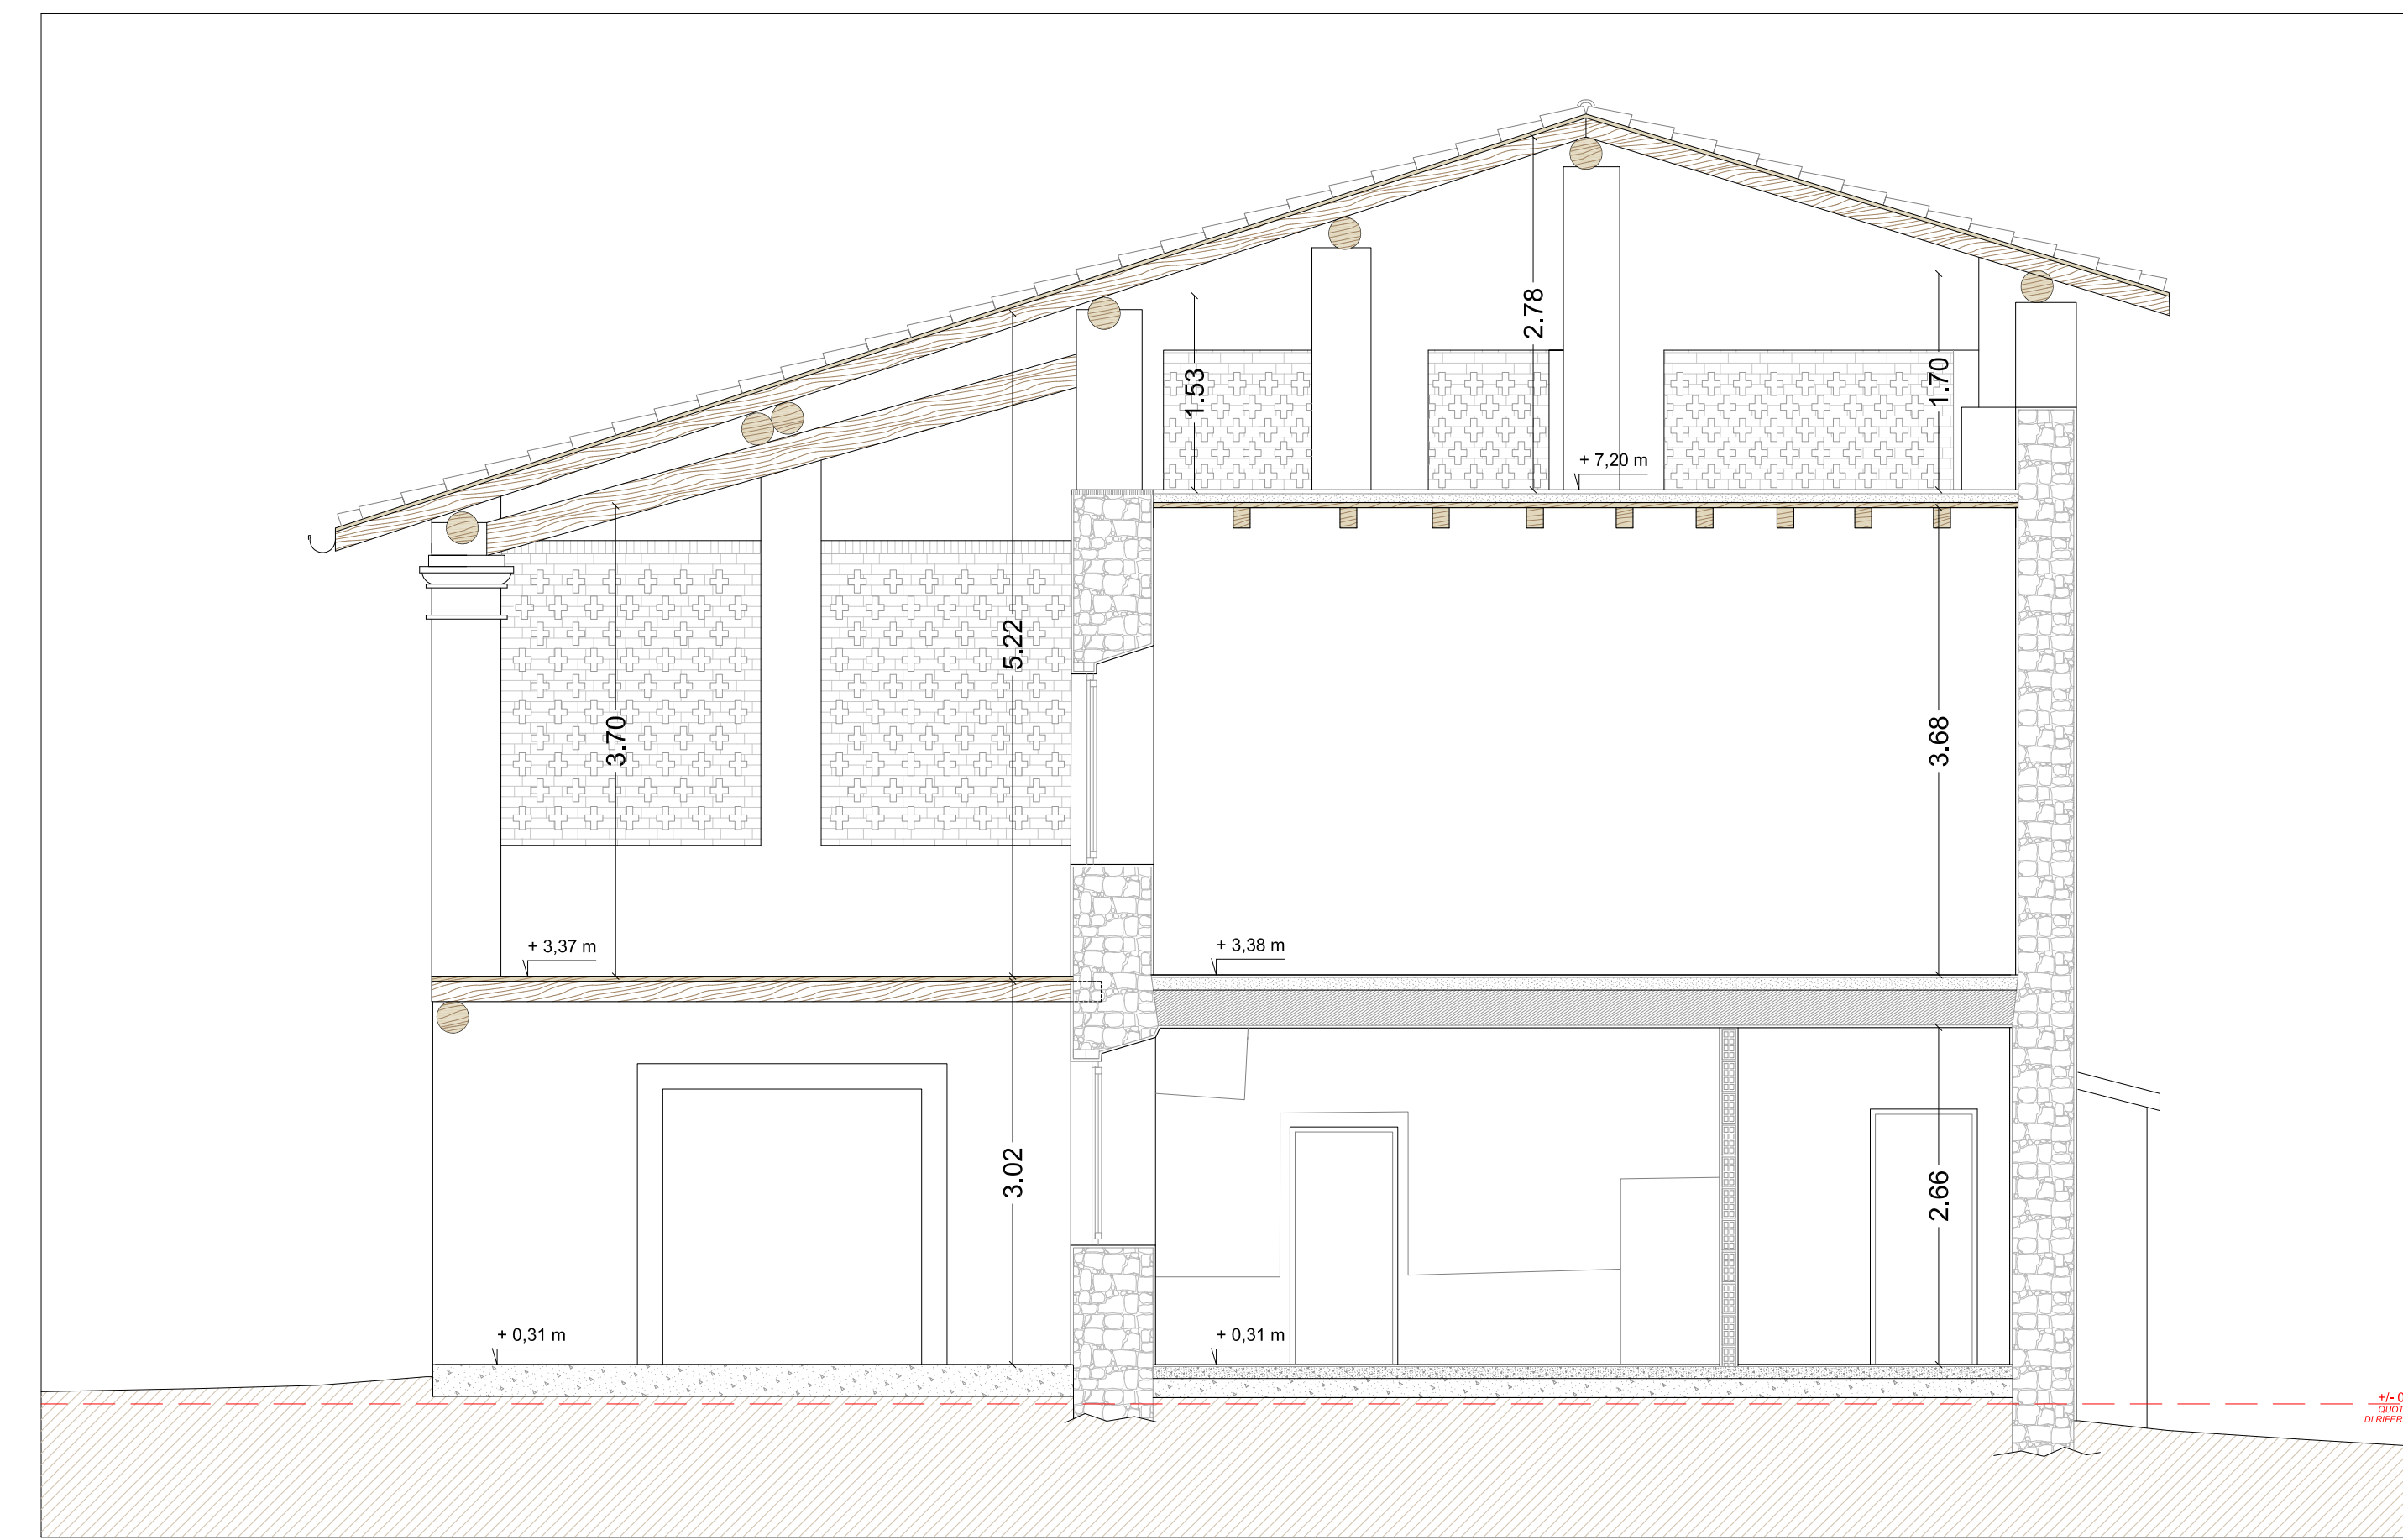 2.78
1.53
1.70
+ 7,20 m
5.22
3.70
3.68
+ 3,37 m
+ 3,38 m
3.02
2.66
+ 0,31 m
+ 0,31 m
+/- 0